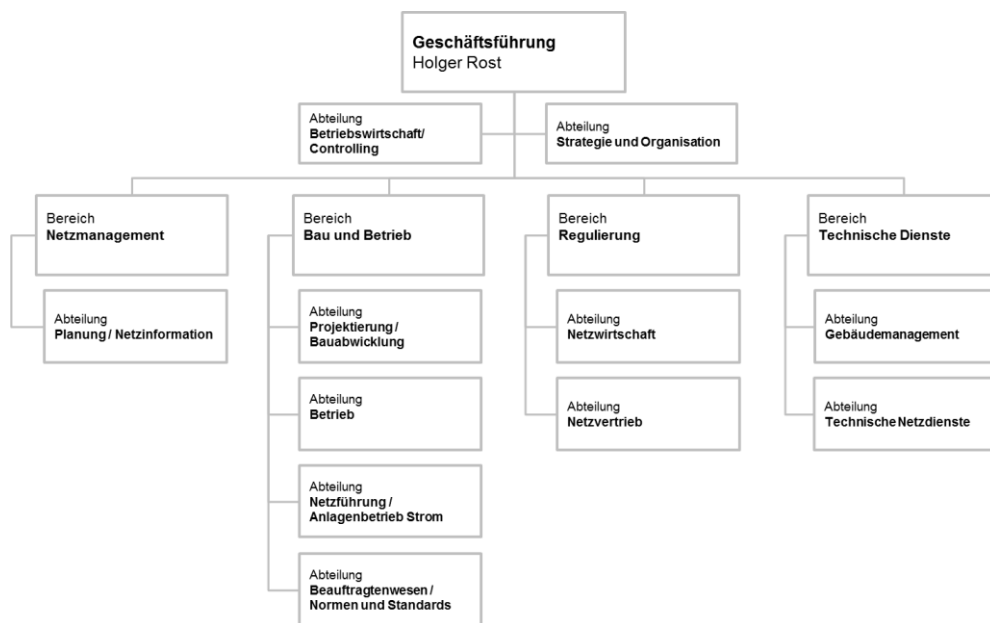 Geschäftsführung
Holger Rost
Abteilung
Betriebswirtschaft/
Controlling
Abteilung
Strategie und Organisation
Bereich
Netzmanagement
Abteilung
Planung / Netzinformation
Bereich
Bau und Betrieb
Abteilung
Projektierung /
Bauabwicklung
Abteilung
Betrieb
Abteilung
Netzführung /
Anlagenbetrieb Strom
Abteilung
Beauftragtenwesen /
Normen und Standards
Bereich
Regulierung
Abteilung
Netzwirtschaft
Abteilung
Netzvertrieb
Bereich
Technische Dienste
Abteilung
Gebäudemanagement
Abteilung
Technische Netzdienste